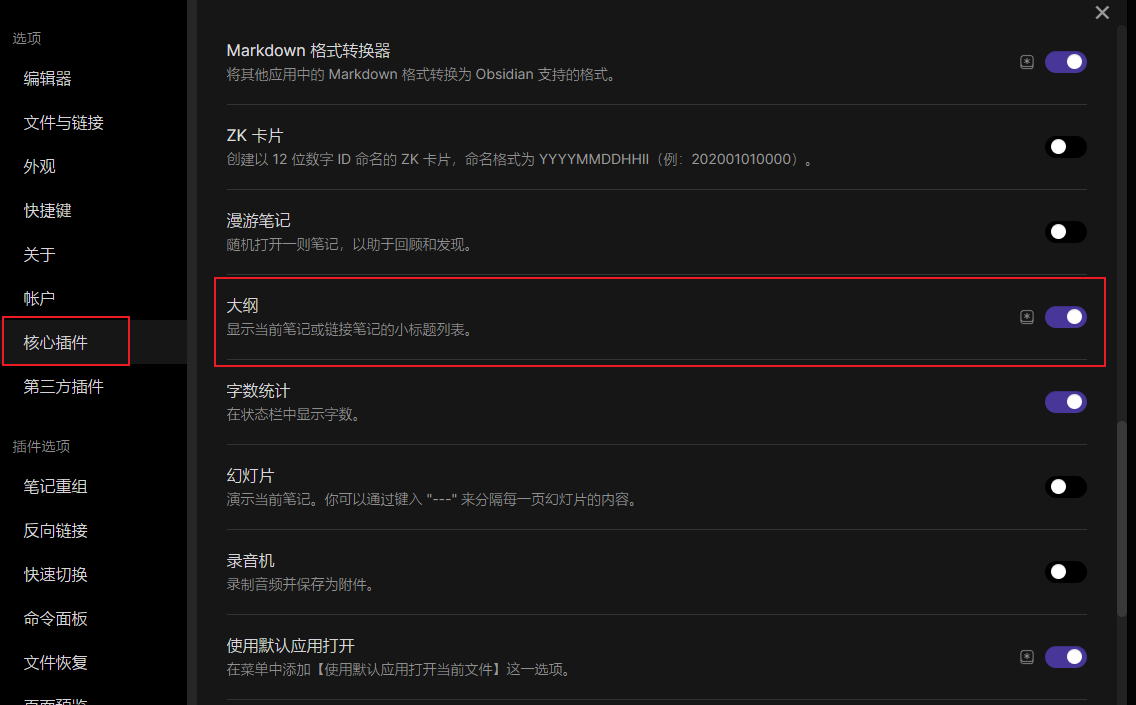 选项
编辑器
文件与链接
外观
快捷键
关于
帐户
核心插件
第三方插件
插件选项
笔记重组
反向链接
快速切换
命令面板
文件恢复
页面预览
Markdown 格式转换器
将其他应用中的 Markdown 格式转换为 Obsidian 支持的格式。
ZK 卡片
创建以 12 位数字 ID 命名的 ZK 卡片，命名格式为 YYYYMMDDHHII（例：202001010000）。
漫游笔记
随机打开一则笔记，以助于回顾和发现。
大纲
显示当前笔记或链接笔记的小标题列表。
字数统计
在状态栏中显示字数。
幻灯片
演示当前笔记。你可以通过键入 "---" 来分隔每一页幻灯片的内容。
录音机
录制音频并保存为附件。
使用默认应用打开
在菜单中添加【使用默认应用打开当前文件】这一选项。